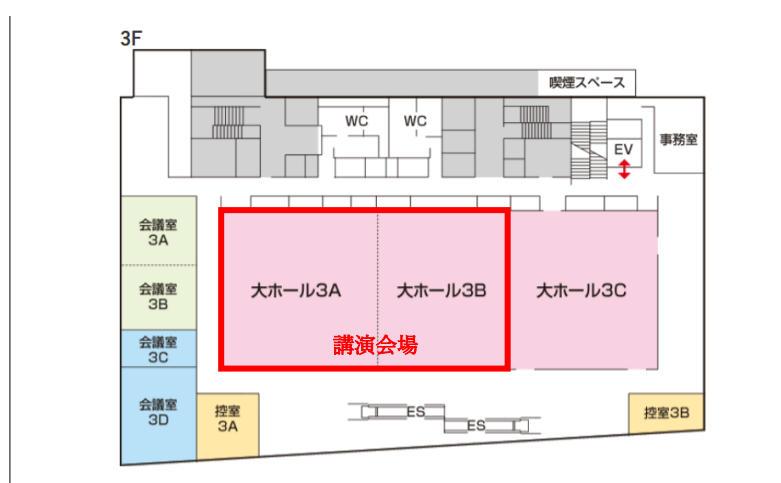 3F
喫煙スペース
WC
WC
EV
事務室
会議室
3A
会議室
3B
会議室
3C
会議室
3D
大ホール3A
大ホール3B
大ホール3C
講演会場
控室
3A
ES
ES
控室3B